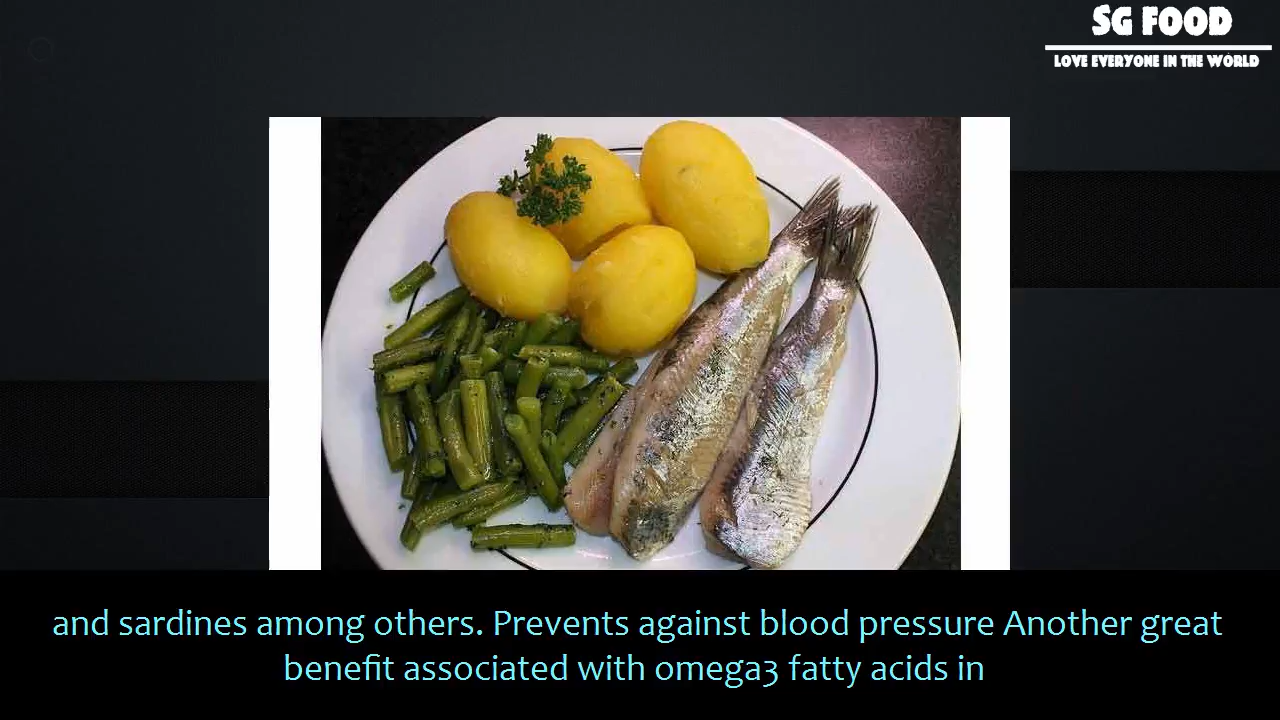 SG FOOD
LOVE EVERYONE IN THE WORLD
and sardines among others. Prevents against blood pressure Another great
benefit associated with omega3 fatty acids in